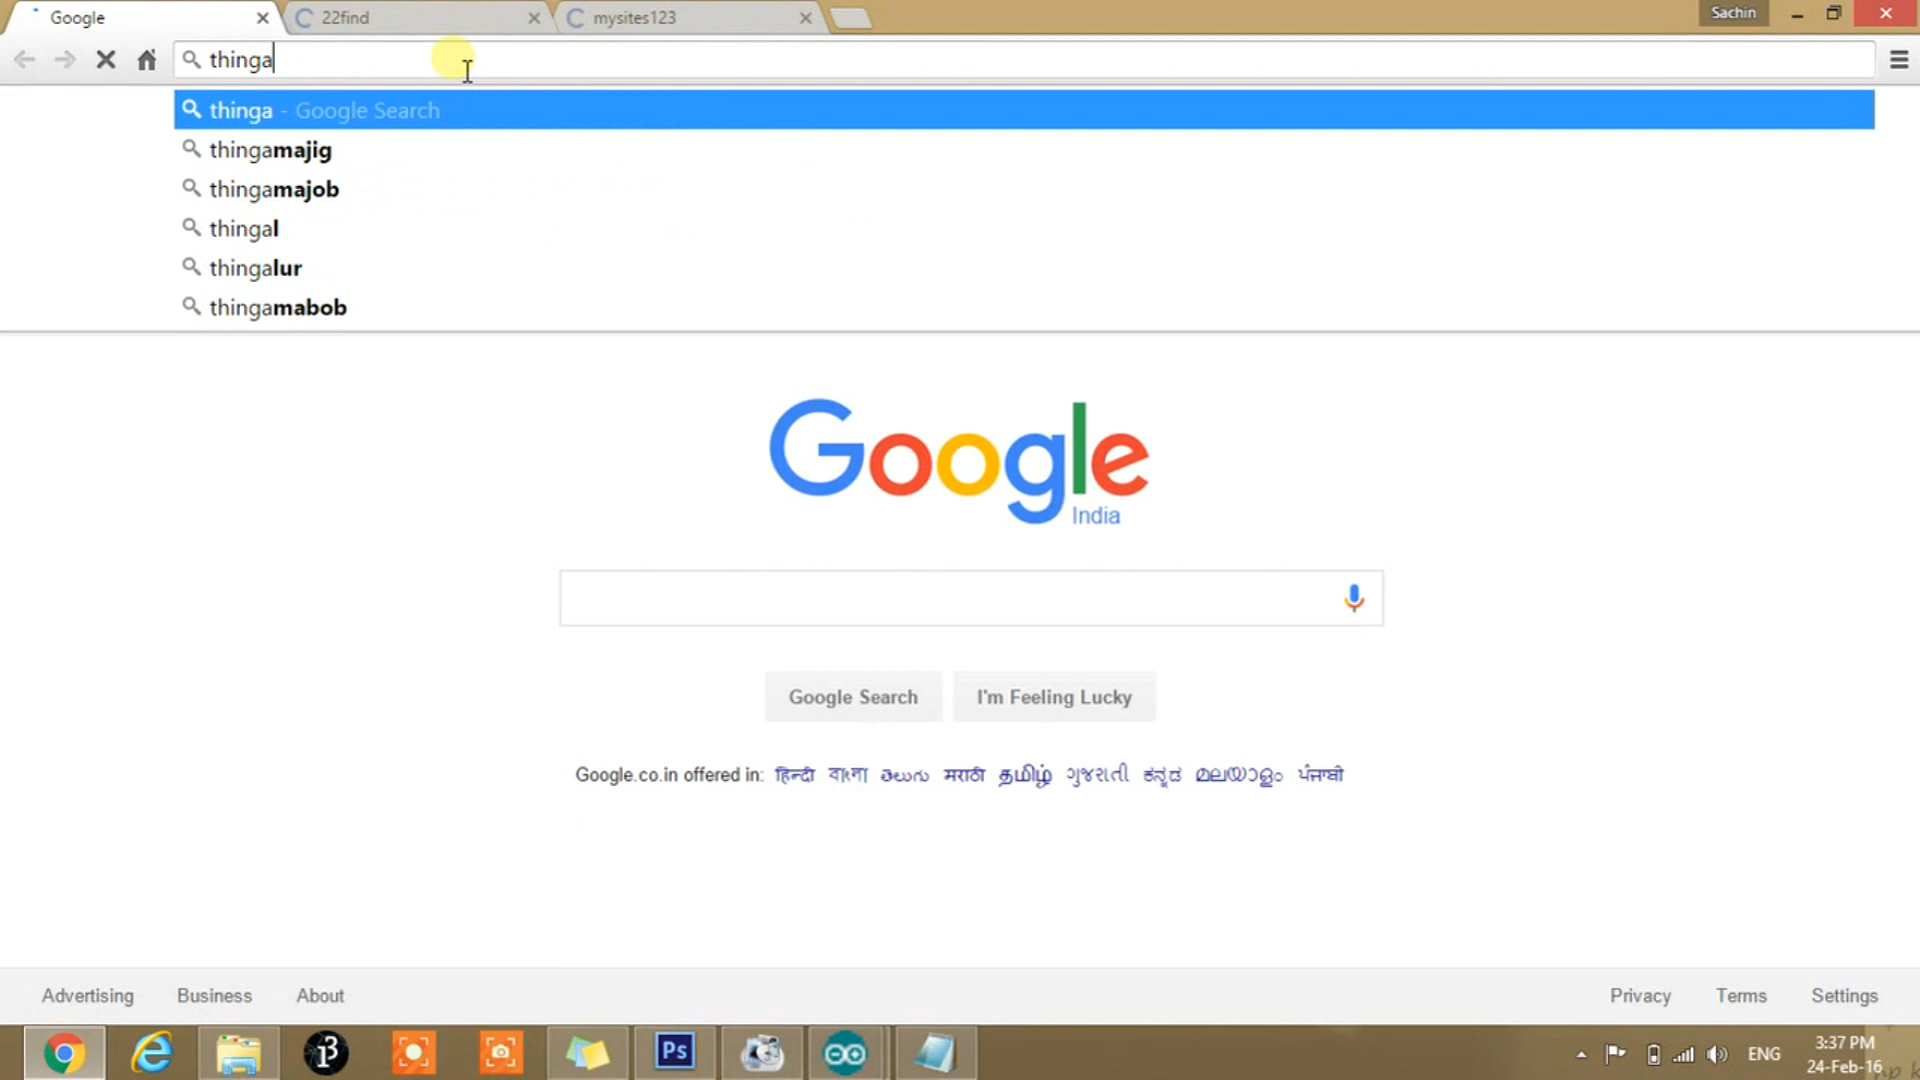 Google 22find mysites123 Sachin
thinga
thinga - Google Search
thingamajig
thingamajob
thingal
thingalur
thingamabob
Google
India
Google Search I'm Feeling Lucky
Google.co.in offered in: हिन्दी বাংলা తెలుగు मराठी தமிழ் ગુજરાતી ಕನ್ನಡ മലയാളം ਪੰਜਾਬੀ
Advertising Business About Privacy Terms Settings
i3 Ps ENG 3:37 PM
24-Feb-16